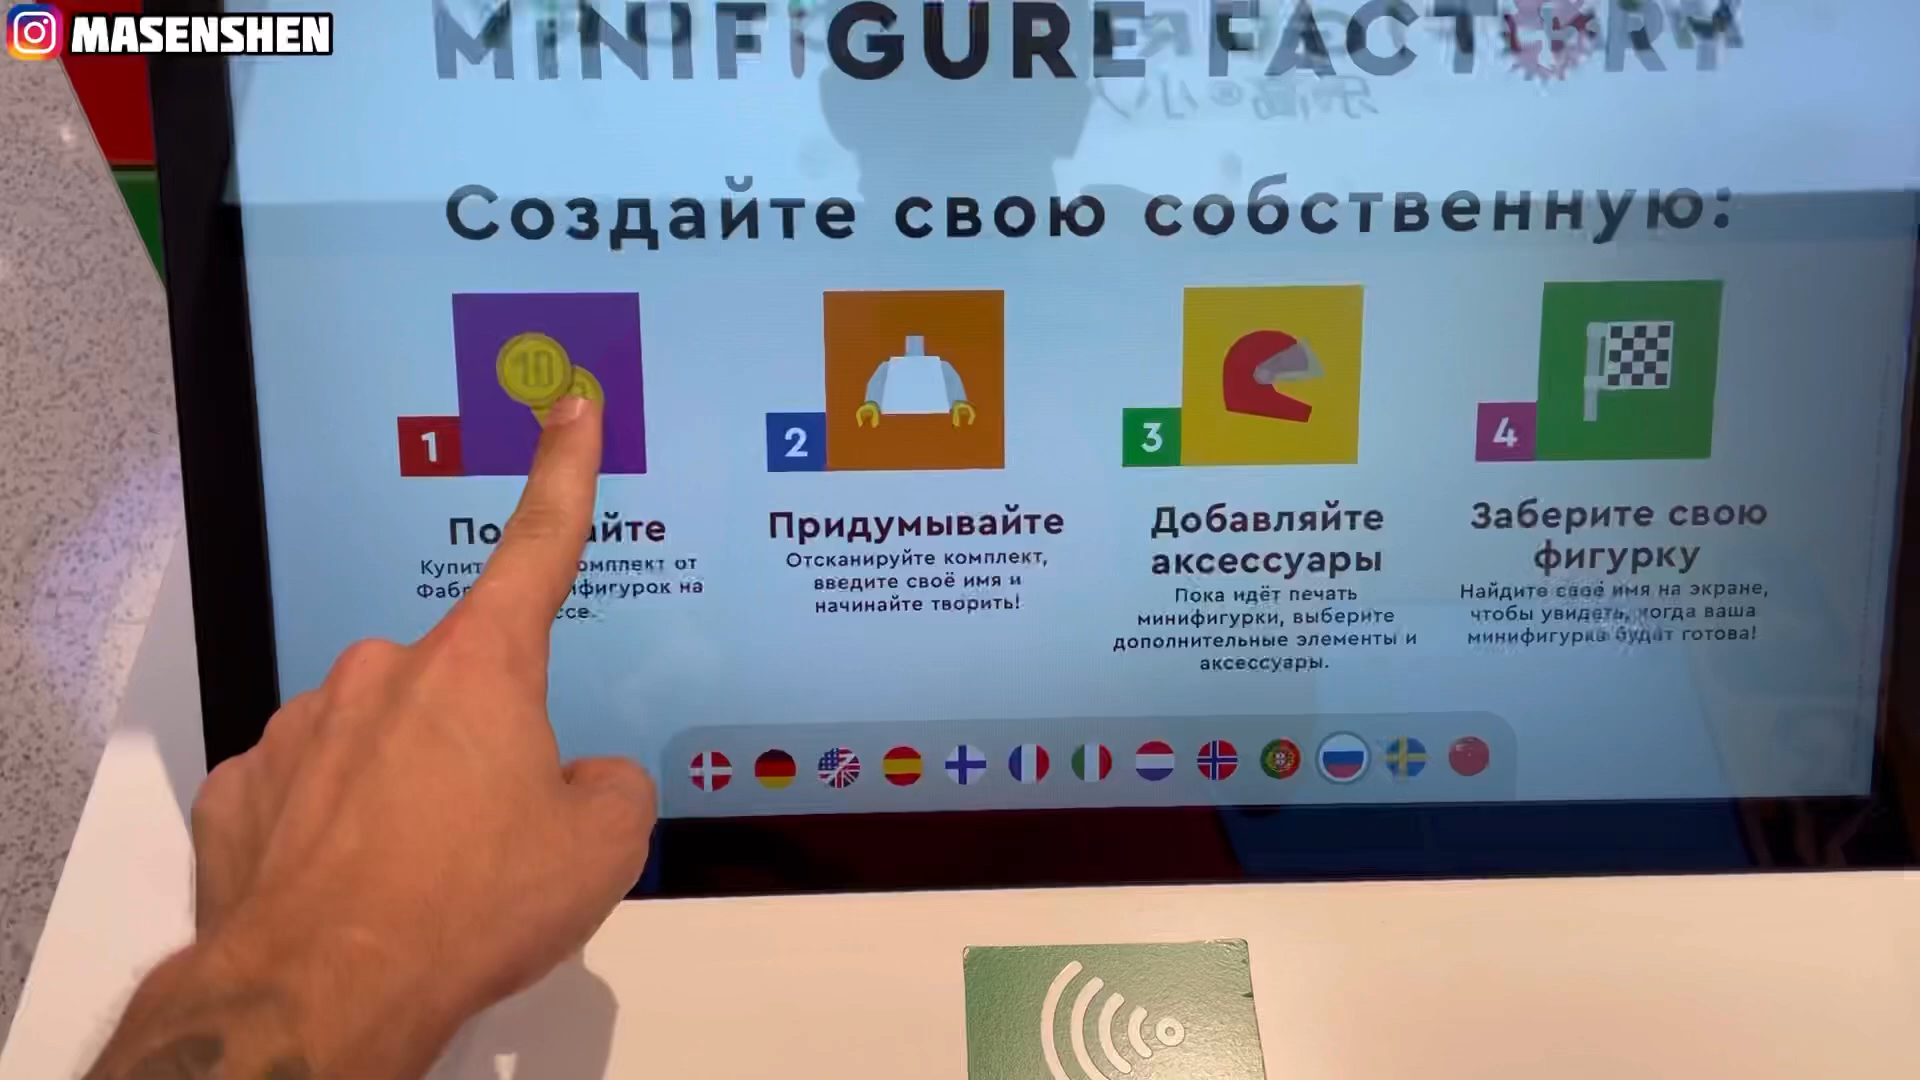 MASENSHEN
MINIFIGURE FACTORY
Создайте свою собственную:
10
1
2
3
4
Придумывайте
Отсканируйте комплект,
введите своё имя и
начинайте творить!
Добавляйте
аксессуары
Пока идёт печать
минифигурки, выберите
дополнительные элементы и
аксессуары.
Заберите свою
фигурку
Найдите своё имя на экране,
чтобы увидеть, когда ваша
минифигурка будет готова!